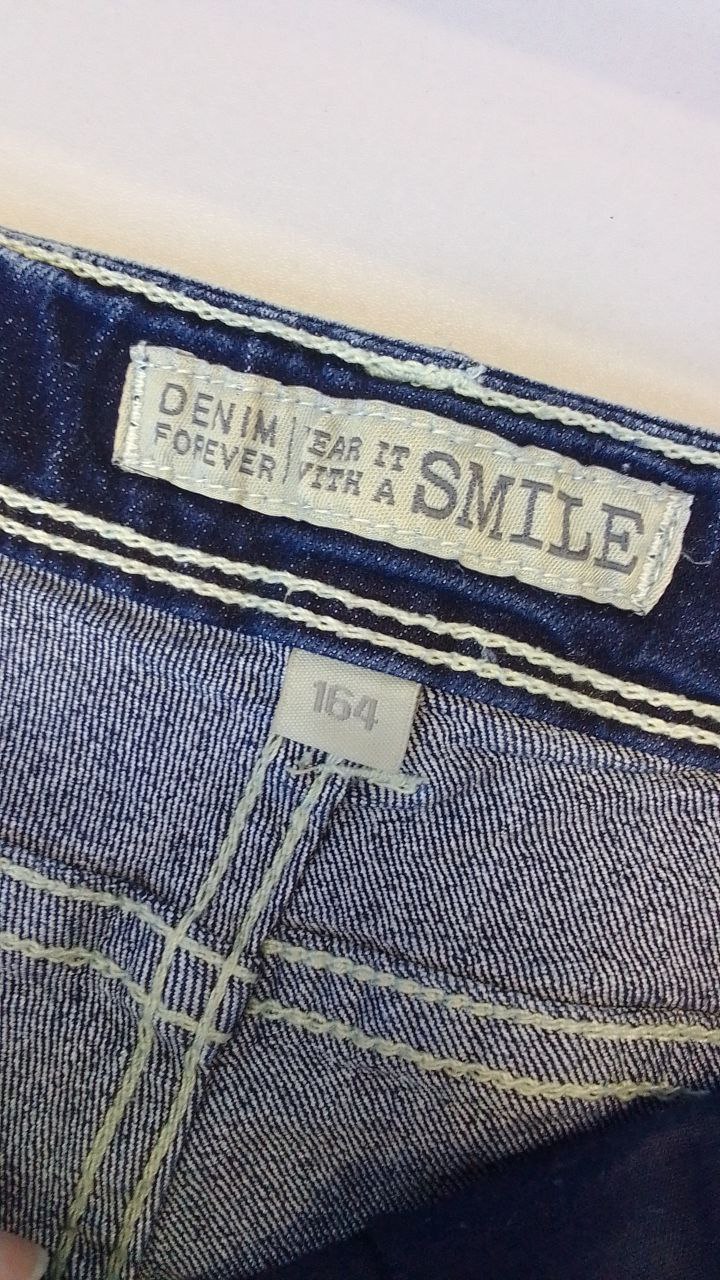 DENIM
FOREVER
EAR IT
ITH A
SMILE
164